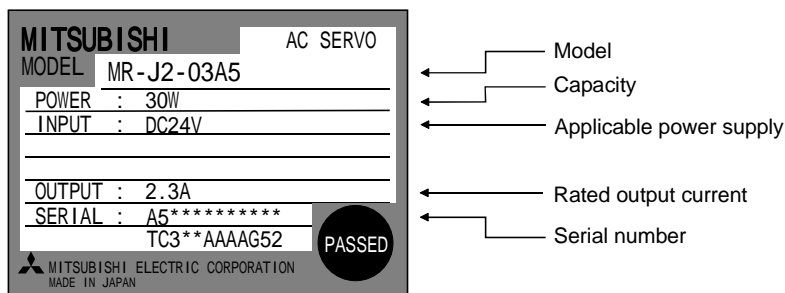 MITSUBISHI AC SERVO
MODEL MR-J2-03A5
POWER : 30W
INPUT : DC24V
OUTPUT : 2.3A
SERIAL : A5**********
TC3**AAAAG52
PASSED
MITSUBISHI ELECTRIC CORPORATION
MADE IN JAPAN
Model
Capacity
Applicable power supply
Rated output current
Serial number